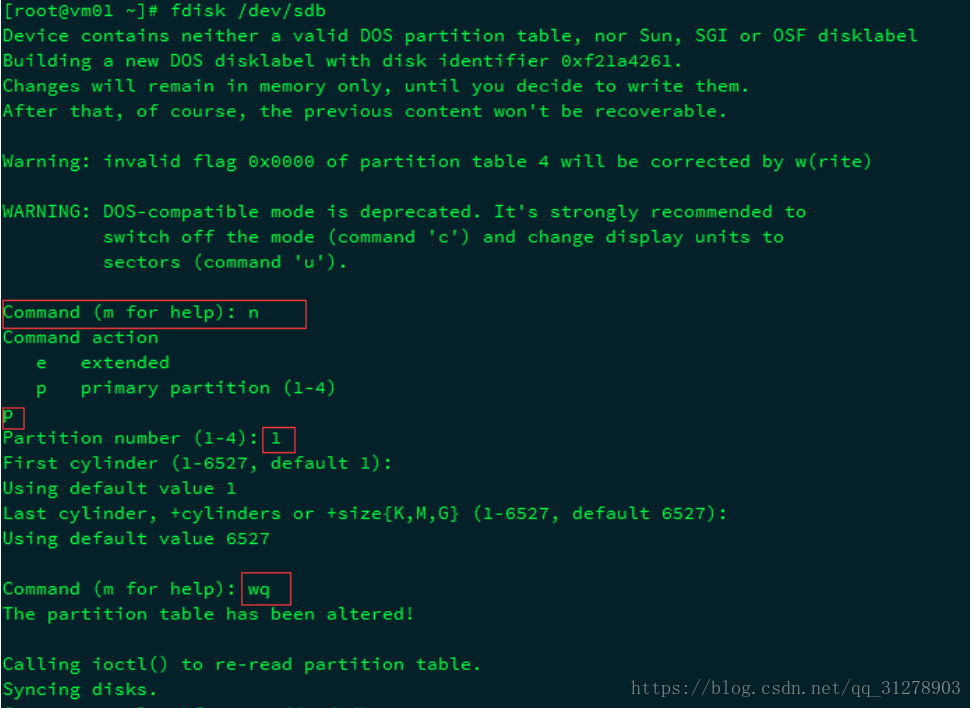 [root@vm01 ~]# fdisk /dev/sdb
Device contains neither a valid DOS partition table, nor Sun, SGI or OSF disklabel
Building a new DOS disklabel with disk identifier 0xf21a4261.
Changes will remain in memory only, until you decide to write them.
After that, of course, the previous content won't be recoverable.
Warning: invalid flag 0x0000 of partition table 4 will be corrected by w(rite)
WARNING: DOS-compatible mode is deprecated. It's strongly recommended to
switch off the mode (command 'c') and change display units to
sectors (command 'u').
Command (m for help): n
Command action
e   extended
p   primary partition (1-4)
p
Partition number (1-4): 1
First cylinder (1-6527, default 1):
Using default value 1
Last cylinder, +cylinders or +size{K,M,G} (1-6527, default 6527):
Using default value 6527
Command (m for help): wq
The partition table has been altered!
Calling ioctl() to re-read partition table.
Syncing disks.
https://blog.csdn.net/qq_31278903